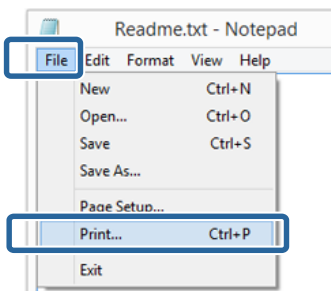 Readme.txt - Notepad
File Edit Format View Help
New Ctrl+N
Open... Ctrl+O
Save Ctrl+S
Save As...
Page Setup...
Print... Ctrl+P
Exit